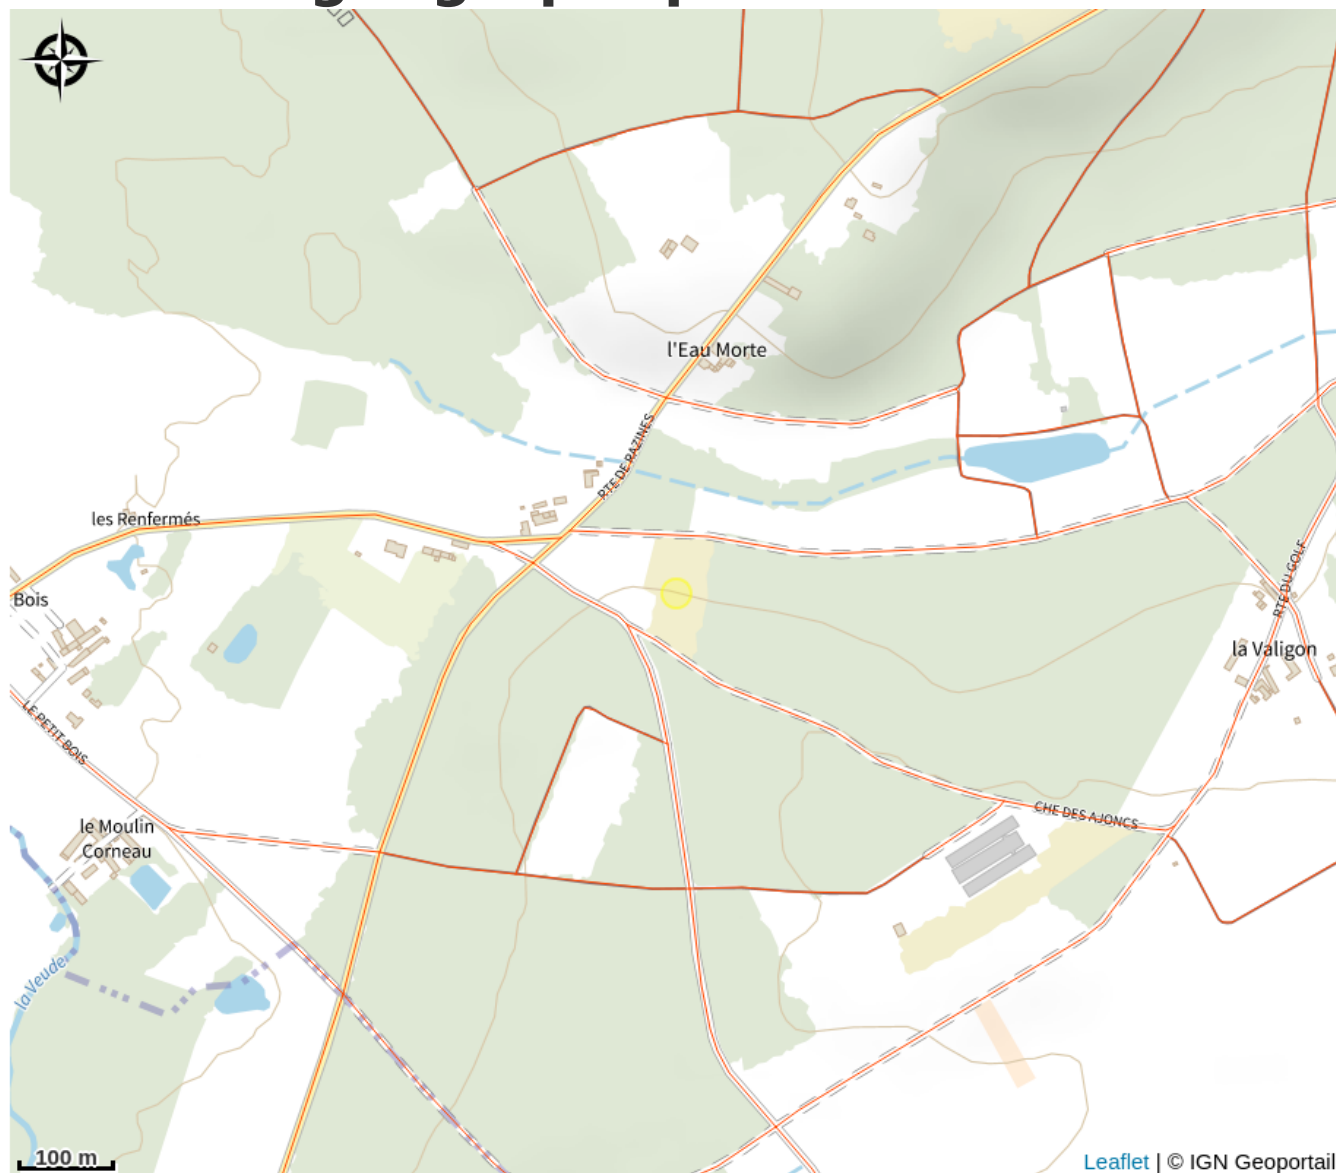 l'Eau Morte
RTE DE RAZINES
les Renfermés
Bois
RTE DU GOLF
la Valigon
LE PETIT BOIS
le Moulin
Corneau
CHE DES AJONCS
la Veude
100 m
Leaflet | © IGN Geoportail